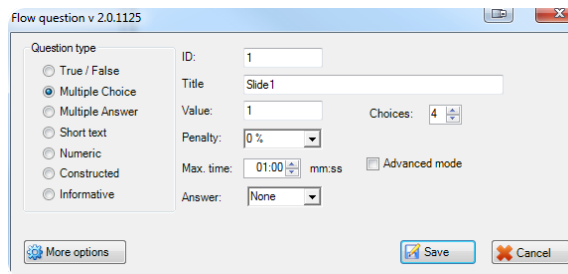 Flow question v 2.0.1125
Question type
True / False
Multiple Choice
Multiple Answer
Short text
Numeric
Constructed
Informative
ID: 1
Title Slide1
Value: 1 Choices: 4
Penalty: 0 %
Max. time: 01:00 mm:ss Advanced mode
Answer: None
More options Save Cancel